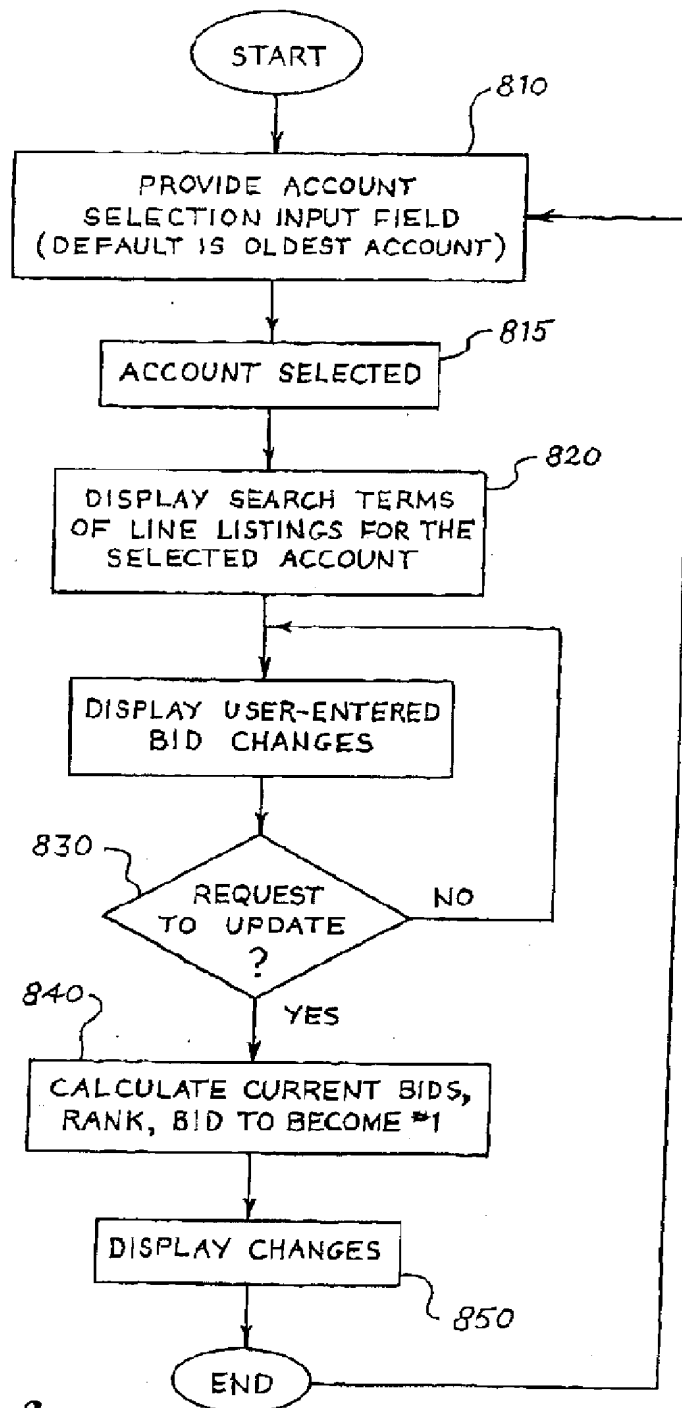 START
810
PROVIDE ACCOUNT
SELECTION INPUT FIELD
(DEFAULT IS OLDEST ACCOUNT)
815
ACCOUNT SELECTED
820
DISPLAY SEARCH TERMS
OF LINE LISTINGS FOR THE
SELECTED ACCOUNT
DISPLAY USER-ENTERED
BID CHANGES
830
REQUEST
TO UPDATE
?
NO
YES
840
CALCULATE CURRENT BIDS,
RANK, BID TO BECOME #1
DISPLAY CHANGES
850
END